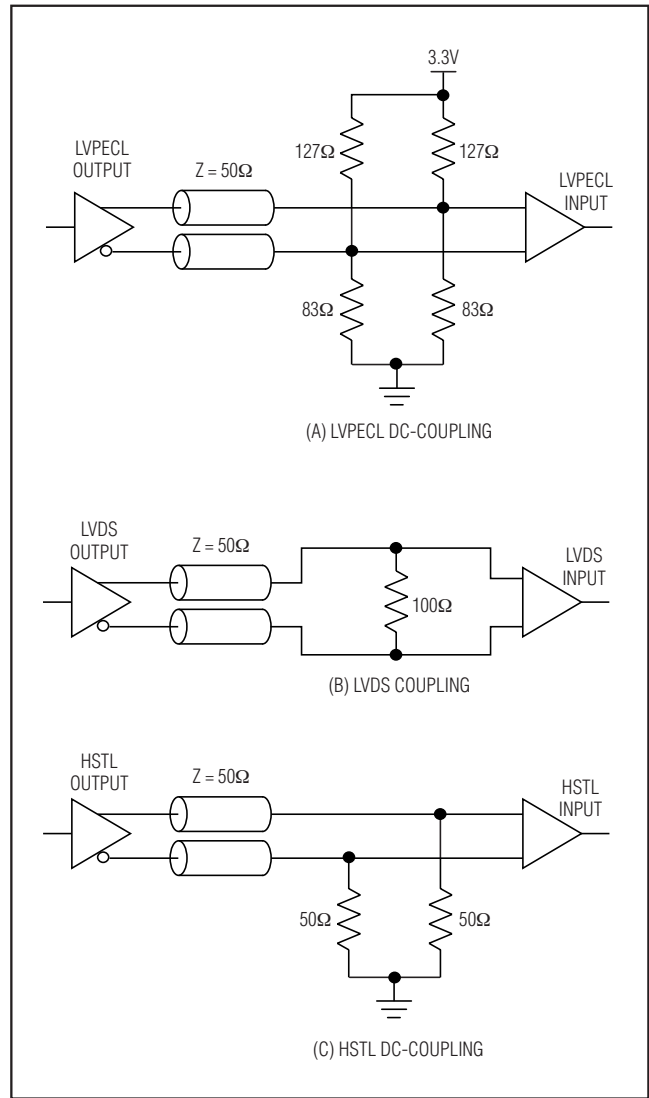 3.3V
127Ω
127Ω
LVPECL
OUTPUT
Z = 50Ω
LVPECL
INPUT
83Ω
83Ω
(A) LVPECL DC-COUPLING
LVDS
OUTPUT
Z = 50Ω
LVDS
INPUT
100Ω
(B) LVDS COUPLING
HSTL
OUTPUT
Z = 50Ω
HSTL
INPUT
50Ω
50Ω
(C) HSTL DC-COUPLING